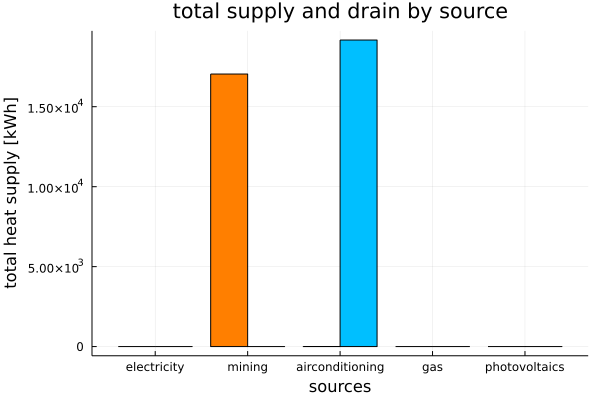 total supply and drain by source
total heat supply [kWh]
1.50×10⁴
1.00×10⁴
5.00×10³
0
electricity mining airconditioning gas photovoltaics
sources